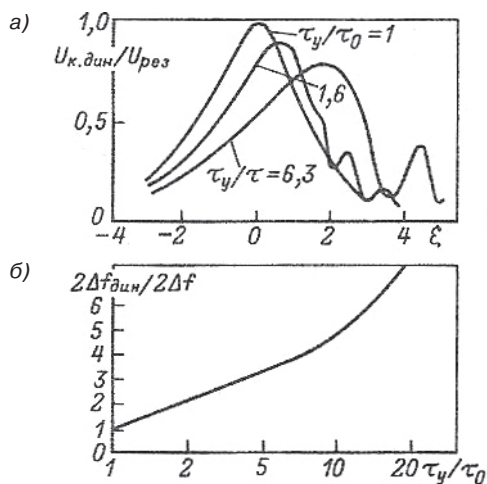 а)
U к.дин/U рез
1,0
0,5
0
τу/τ0=1
1,6
τу/τ=6,3
-4 -2 0 2 4 ξ
б)
2Δfдин/2Δf
6
5
4
3
2
1
0
1 2 5 10 20 τу/τ0